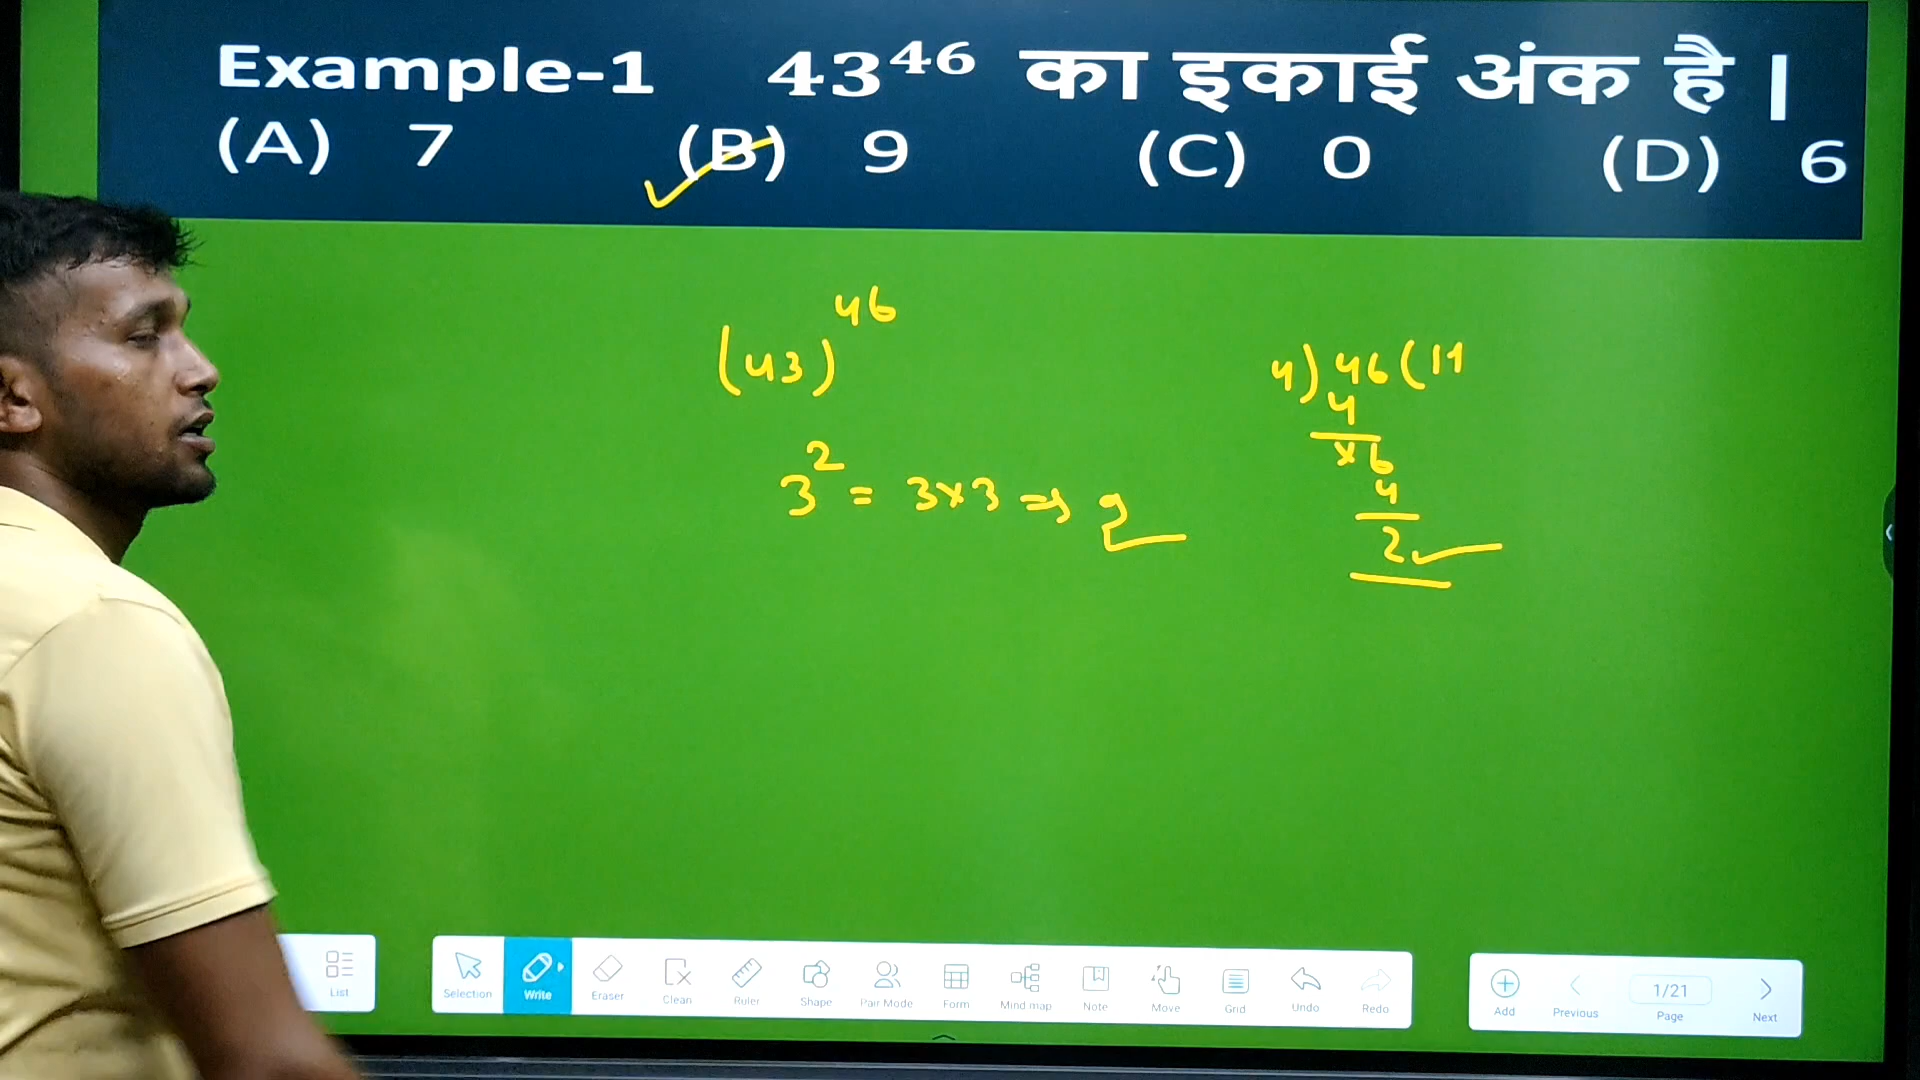 Example-1 43⁴⁶ का इकाई अंक है |
(A) 7 (B) 9 (C) 0 (D) 6
(43)⁴⁶
3² = 3×3 ⇒ 9
4) 46 (11
4
×6
4
2
List
Selection Write Eraser Clean Ruler Shape Pair Mode Form Mind map Note Move Grid Undo Redo
Add Previous 1/21 Page Next